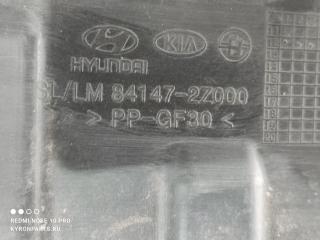 KIA
HYUNDAI
SL/LM 84147-2Z000
> PP-GF30 <
REDMI NOTE 10 PRO
KYRONPARTS.RU